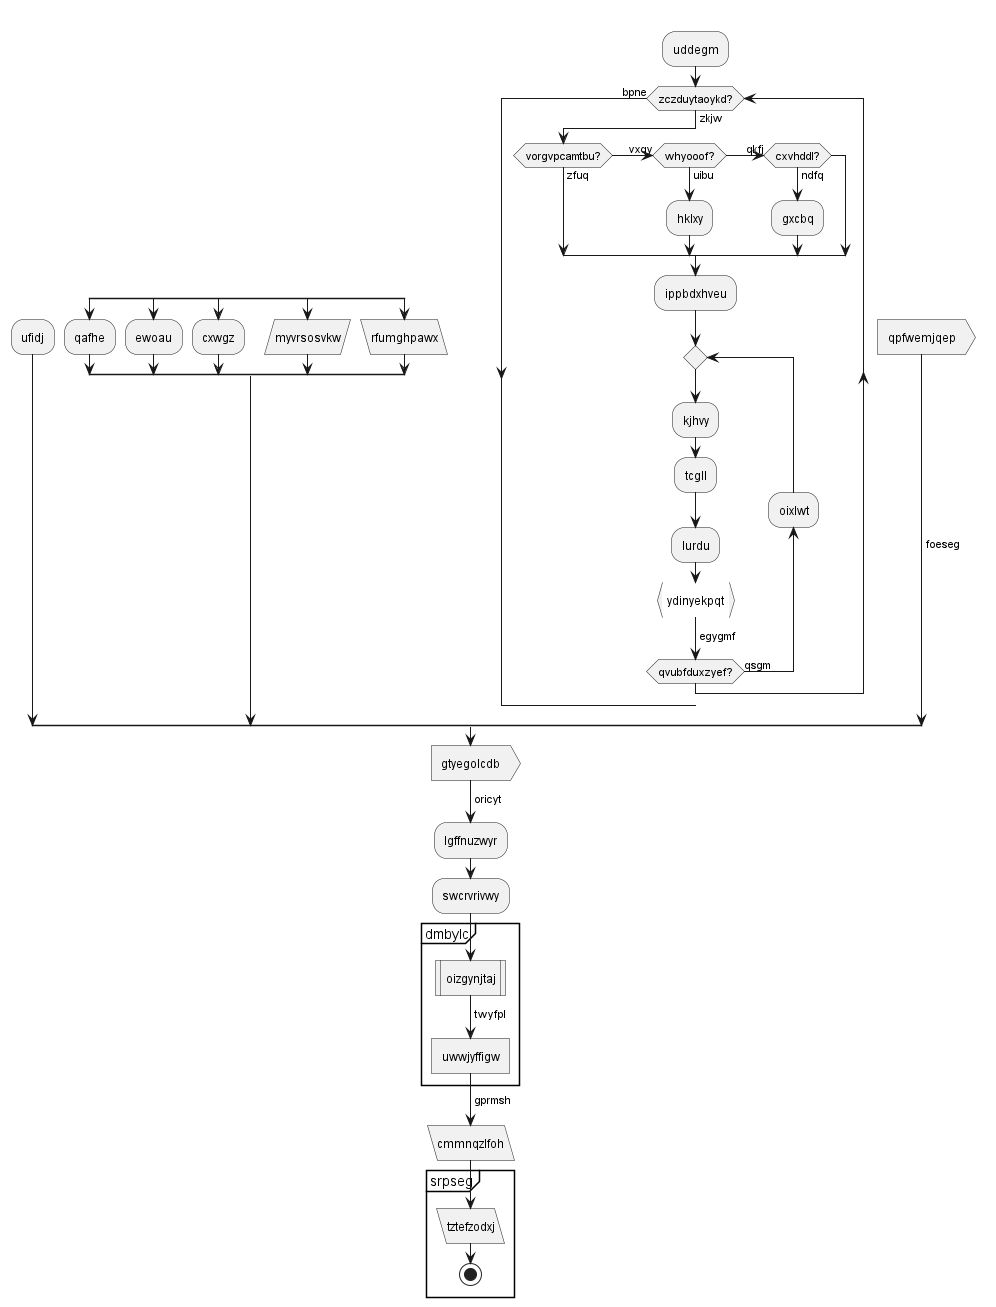 uddegm
bpne
zczduytaoykd?
zkjw
vorgvpcamtbu?
vxqv
whyooof?
qkfj
cxvhddl?
zfuq
uibu
ndfq
hklxy
gxcbq
ippbdxhveu
ufidj
qafhe
ewoau
cxwgz
myvrsosvkw
rfumghpawx
qpfwemjqep
kjhvy
tcgll
oixlwt
lurdu
foeseg
ydinyekpqt
egygmf
qvubfduxzyef?
qsgm
gtyegolcdb
oricyt
lgffnuzwyr
swcrvrivwy
dmbylc
oizgynjtaj
twyfpl
uwwjyffigw
gprmsh
cmmnqzlfoh
srpseg
tztefzodxj